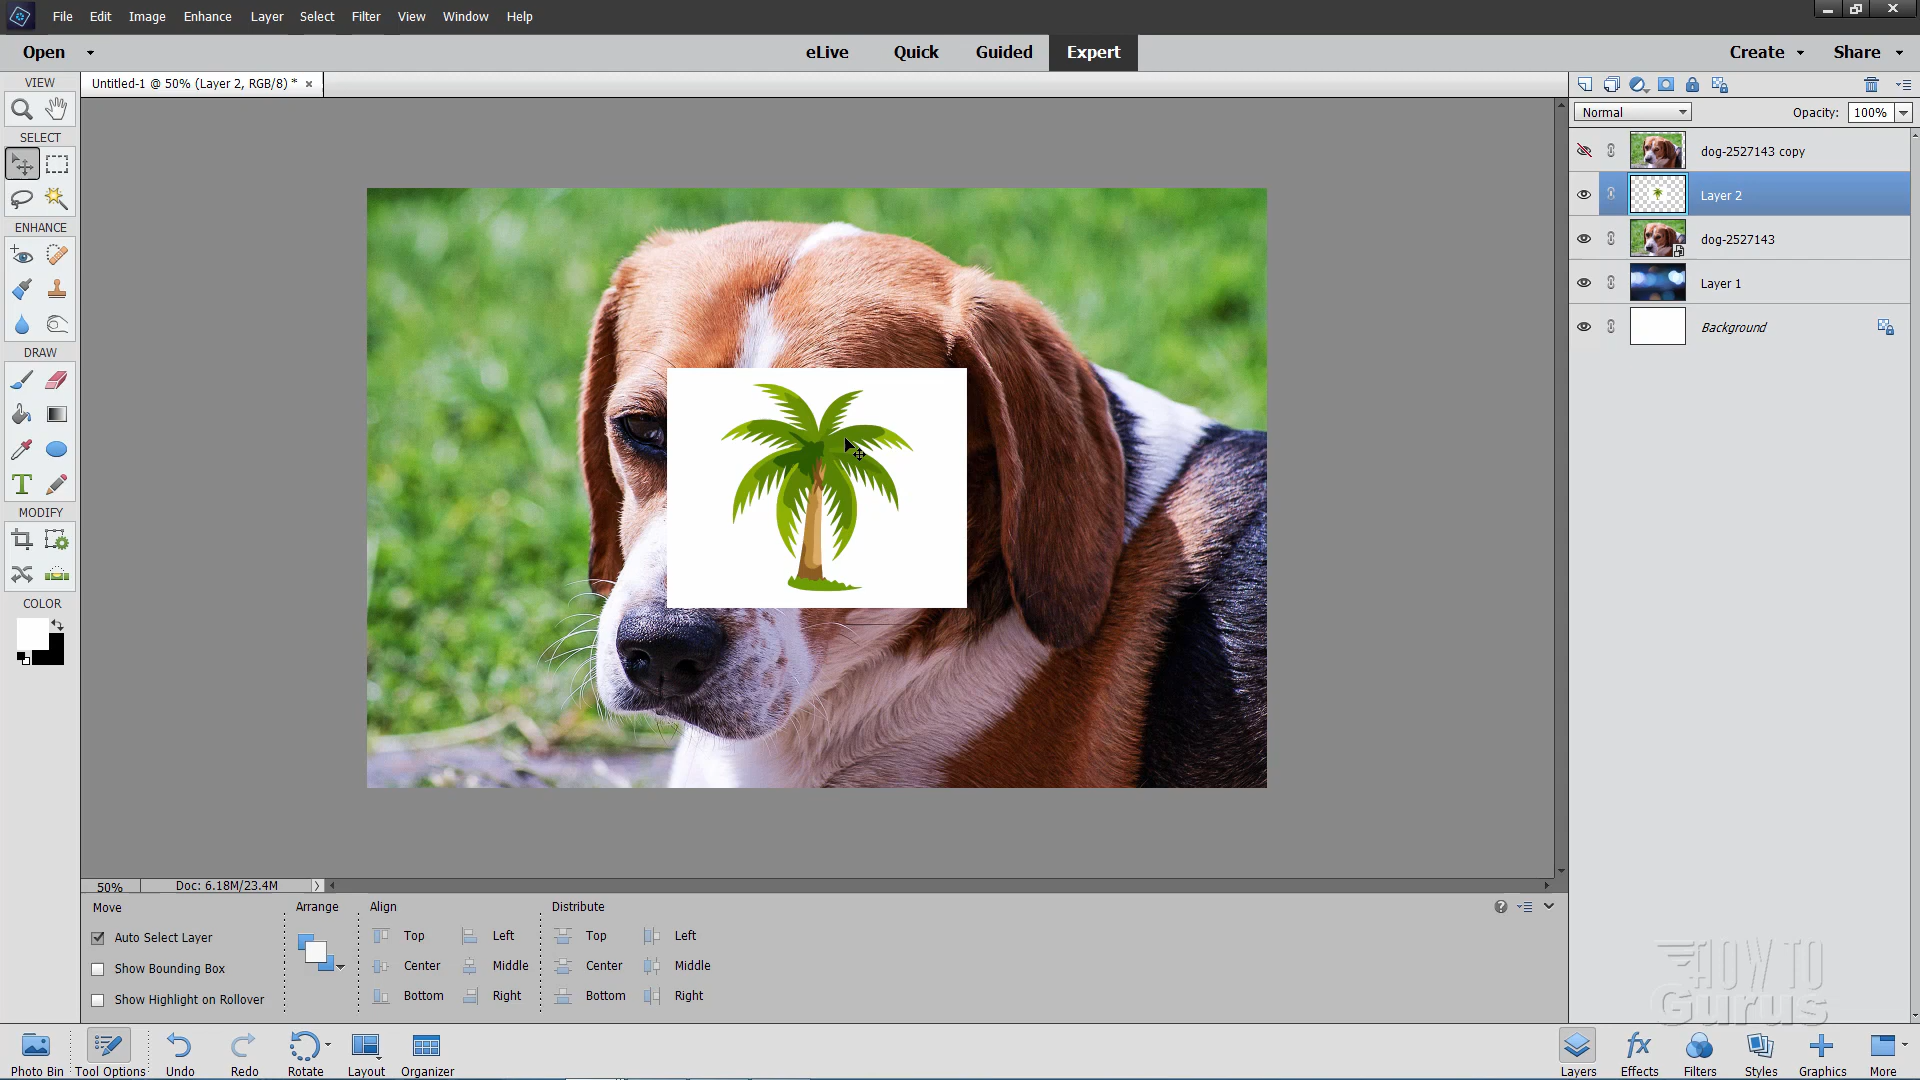 File Edit Image Enhance Layer Select Filter View Window Help
Open eLive Quick Guided Expert Create Share
VIEW Untitled-1 @ 50% (Layer 2, RGB/8) * ×
Normal Opacity: 100%
SELECT
dog-2527143 copy
Layer 2
ENHANCE
dog-2527143
Layer 1
Background
DRAW
T
MODIFY
COLOR
50% Doc: 6.18M/23.4M
Move Arrange Align Distribute
Auto Select Layer Top Left Top Left
Show Bounding Box Center Middle Center Middle
Show Highlight on Rollover Bottom Right Bottom Right
HOW TO
Gurus
Photo Bin Tool Options Undo Redo Rotate Layout Organizer Layers fx Effects Filters Styles Graphics More